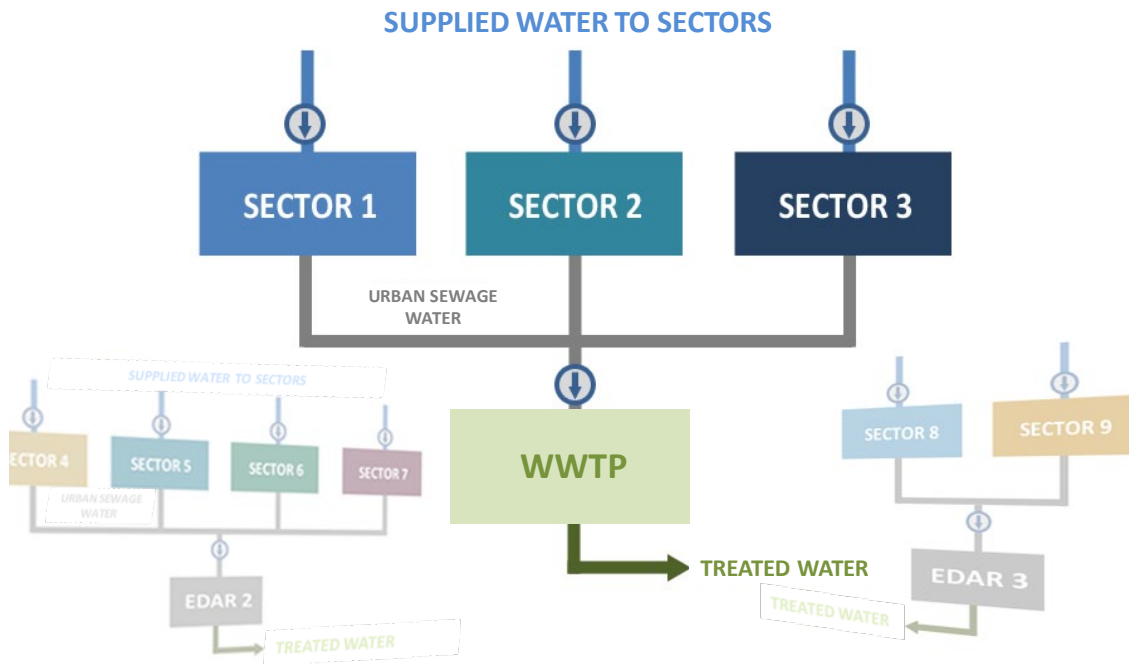 SUPPLIED WATER TO SECTORS
SECTOR 1
SECTOR 2
SECTOR 3
URBAN SEWAGE
WATER
SUPPLIED WATER TO SECTORS
SECTOR 4
SECTOR 5
SECTOR 6
SECTOR 7
URBAN SEWAGE
WATER
EDAR 2
TREATED WATER
WWTP
TREATED WATER
SECTOR 8
SECTOR 9
EDAR 3
TREATED WATER